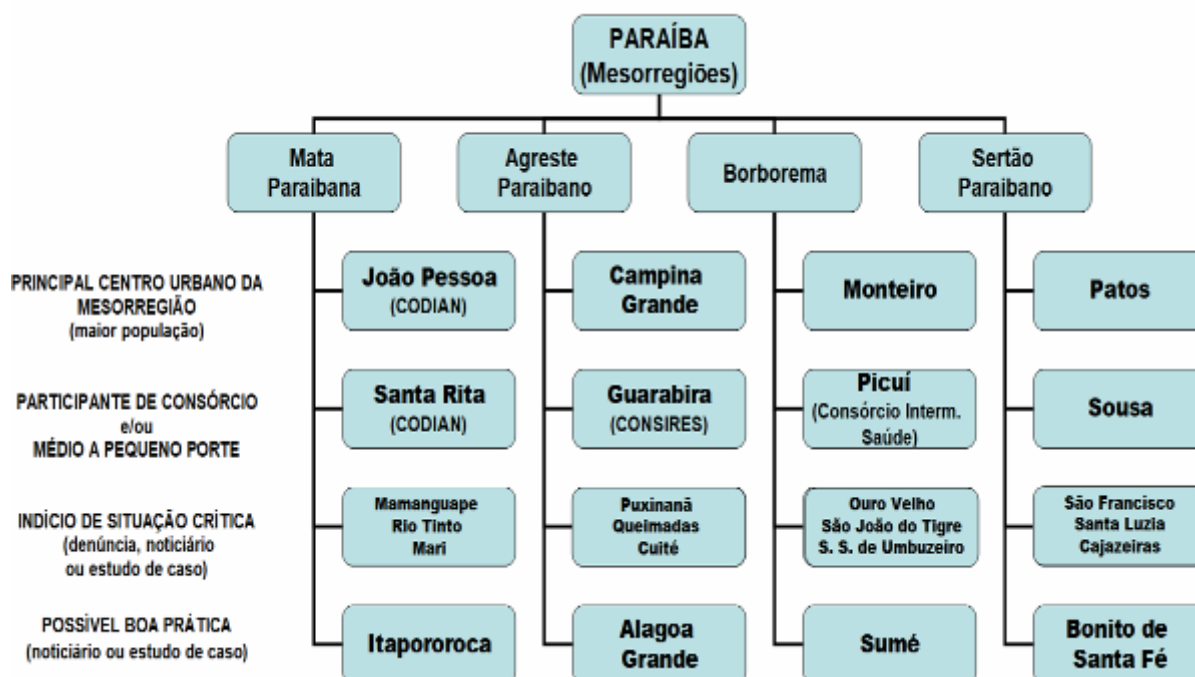 PARAÍBA
(Mesorregiões)
Mata
Paraibana
Agreste
Paraibano
Borborema
Sertão
Paraibano
PRINCIPAL CENTRO URBANO DA
MESORREGIÃO
(maior população)
João Pessoa
(CODIAN)
Campina
Grande
Monteiro
Patos
PARTICIPANTE DE CONSÓRCIO
e/ou
MÉDIO A PEQUENO PORTE
Santa Rita
(CODIAN)
Guarabira
(CONSIRES)
Picuí
(Consórcio Interm.
Saúde)
Sousa
INDÍCIO DE SITUAÇÃO CRÍTICA
(denúncia, noticiário
ou estudo de caso)
Mamanguape
Rio Tinto
Mari
Puxinanã
Queimadas
Cuité
Ouro Velho
São João do Tigre
S. S. de Umbuzeiro
São Francisco
Santa Luzia
Cajazeiras
POSSÍVEL BOA PRÁTICA
(noticiário ou estudo de caso)
Itapororoca
Alagoa
Grande
Sumé
Bonito de
Santa Fé